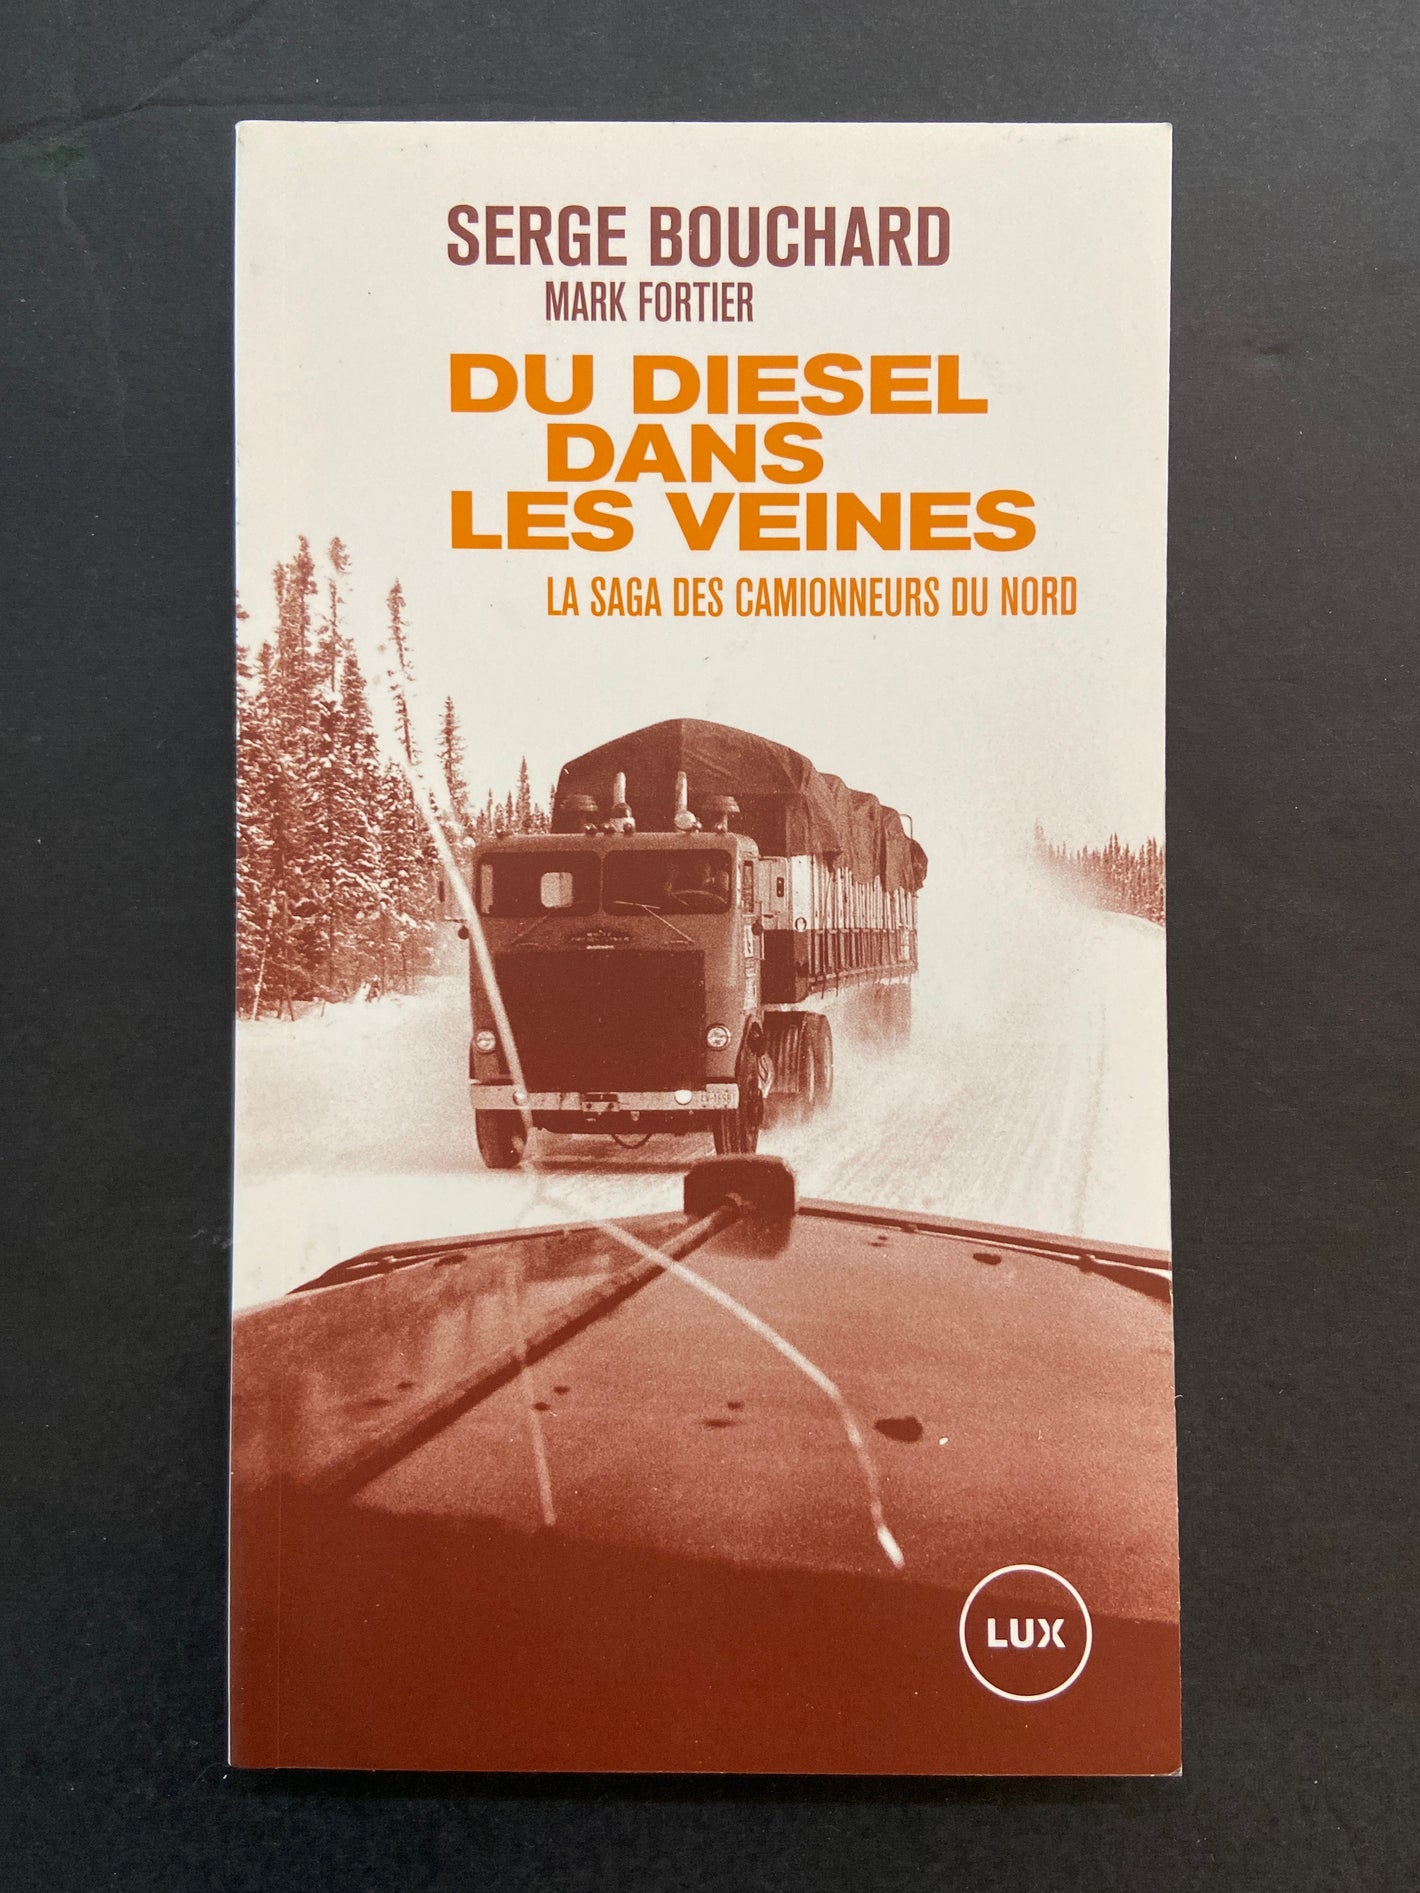 SERGE BOUCHARD
MARK FORTIER
DU DIESEL
DANS
LES VEINES
LA SAGA DES CAMIONNEURS DU NORD
LUX